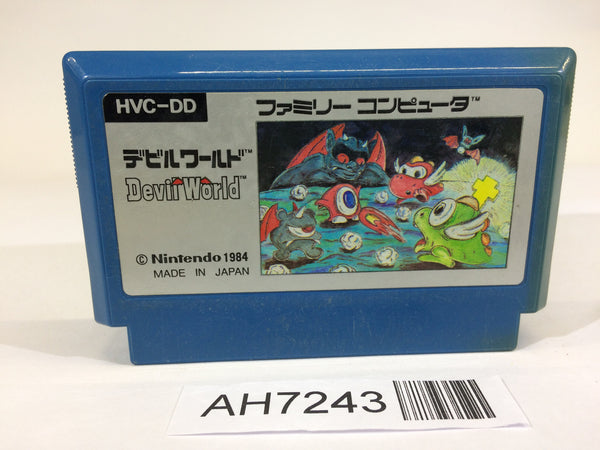 HVC-DD
ファミリー コンピュータ™
デビルワールド™
Devil World™
© Nintendo 1984
MADE IN JAPAN
AH7243